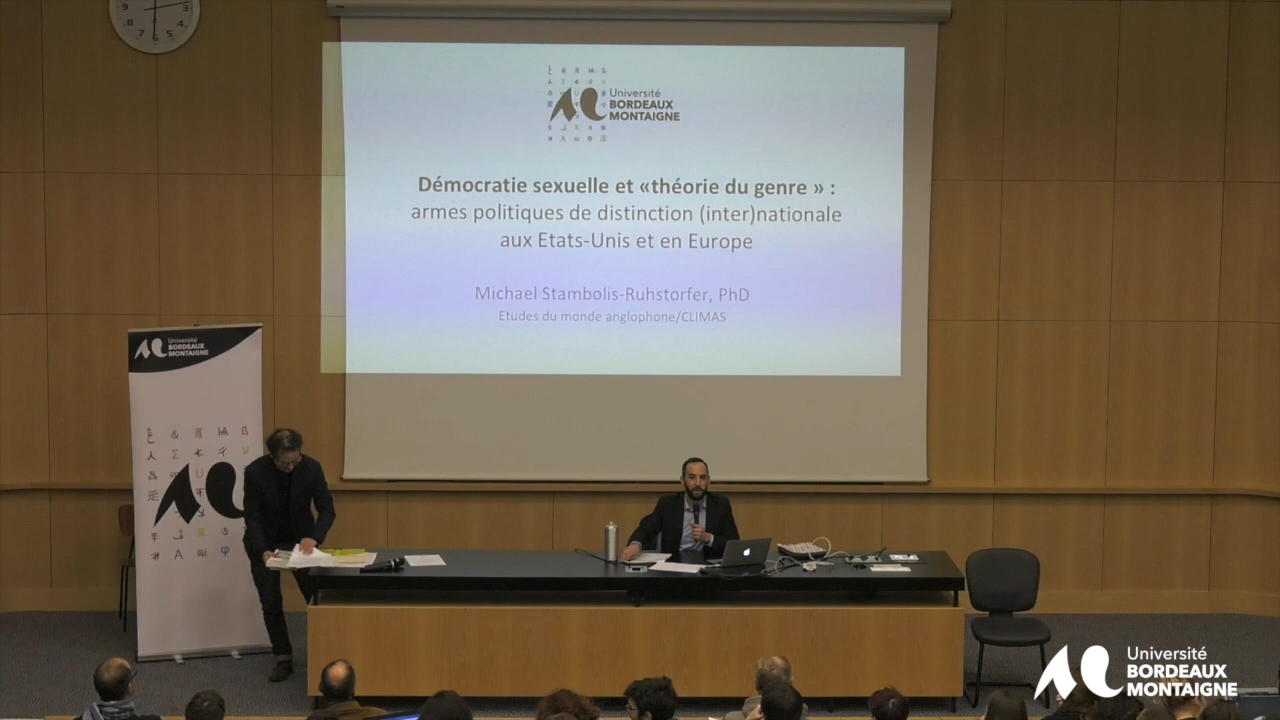 Université
BORDEAUX
MONTAIGNE
Démocratie sexuelle et «théorie du genre » :
armes politiques de distinction (inter)nationale
aux Etats-Unis et en Europe
Michael Stambolis-Ruhstorfer, PhD
Etudes du monde anglophone/CLIMAS
Université
BORDEAUX
MONTAIGNE
Université
BORDEAUX
MONTAIGNE